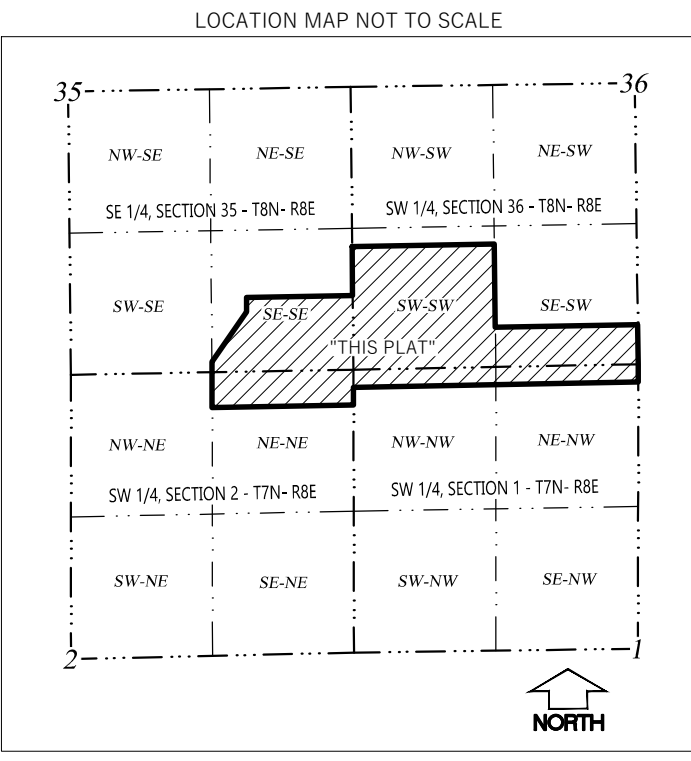 LOCATION MAP NOT TO SCALE
35
36
NW-SE
NE-SE
NW-SW
NE-SW
SE 1/4, SECTION 35 - T8N- R8E
SW 1/4, SECTION 36 - T8N- R8E
SW-SE
SE-SE
SW-SW
SE-SW
"THIS PLAT"
NW-NE
NE-NE
NW-NW
NE-NW
SW 1/4, SECTION 2 - T7N- R8E
SW 1/4, SECTION 1 - T7N- R8E
SW-NE
SE-NE
SW-NW
SE-NW
2
1
NORTH